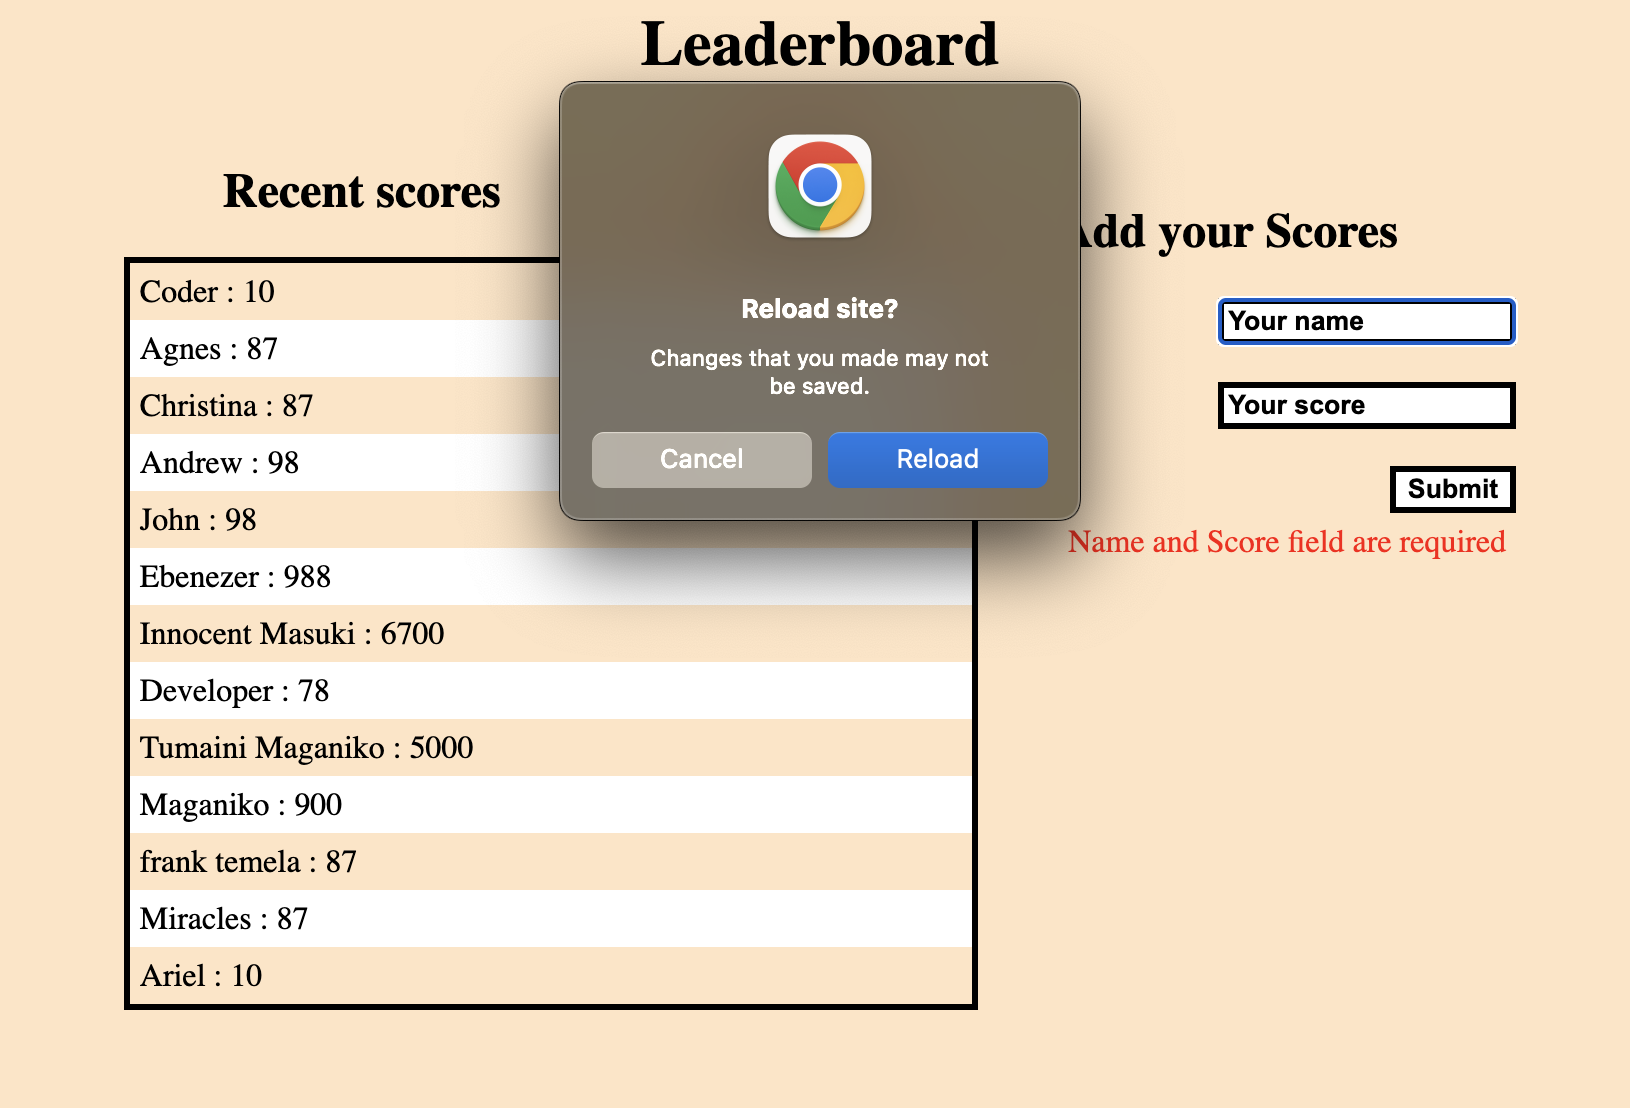 Leaderboard
Recent scores
Coder : 10
Agnes : 87
Christina : 87
Andrew : 98
John : 98
Ebenezer : 988
Innocent Masuki : 6700
Developer : 78
Tumaini Maganiko : 5000
Maganiko : 900
frank temela : 87
Miracles : 87
Ariel : 10
Reload site?
Changes that you made may not
be saved.
Cancel
Reload
Add your Scores
Your name
Your score
Submit
Name and Score field are required